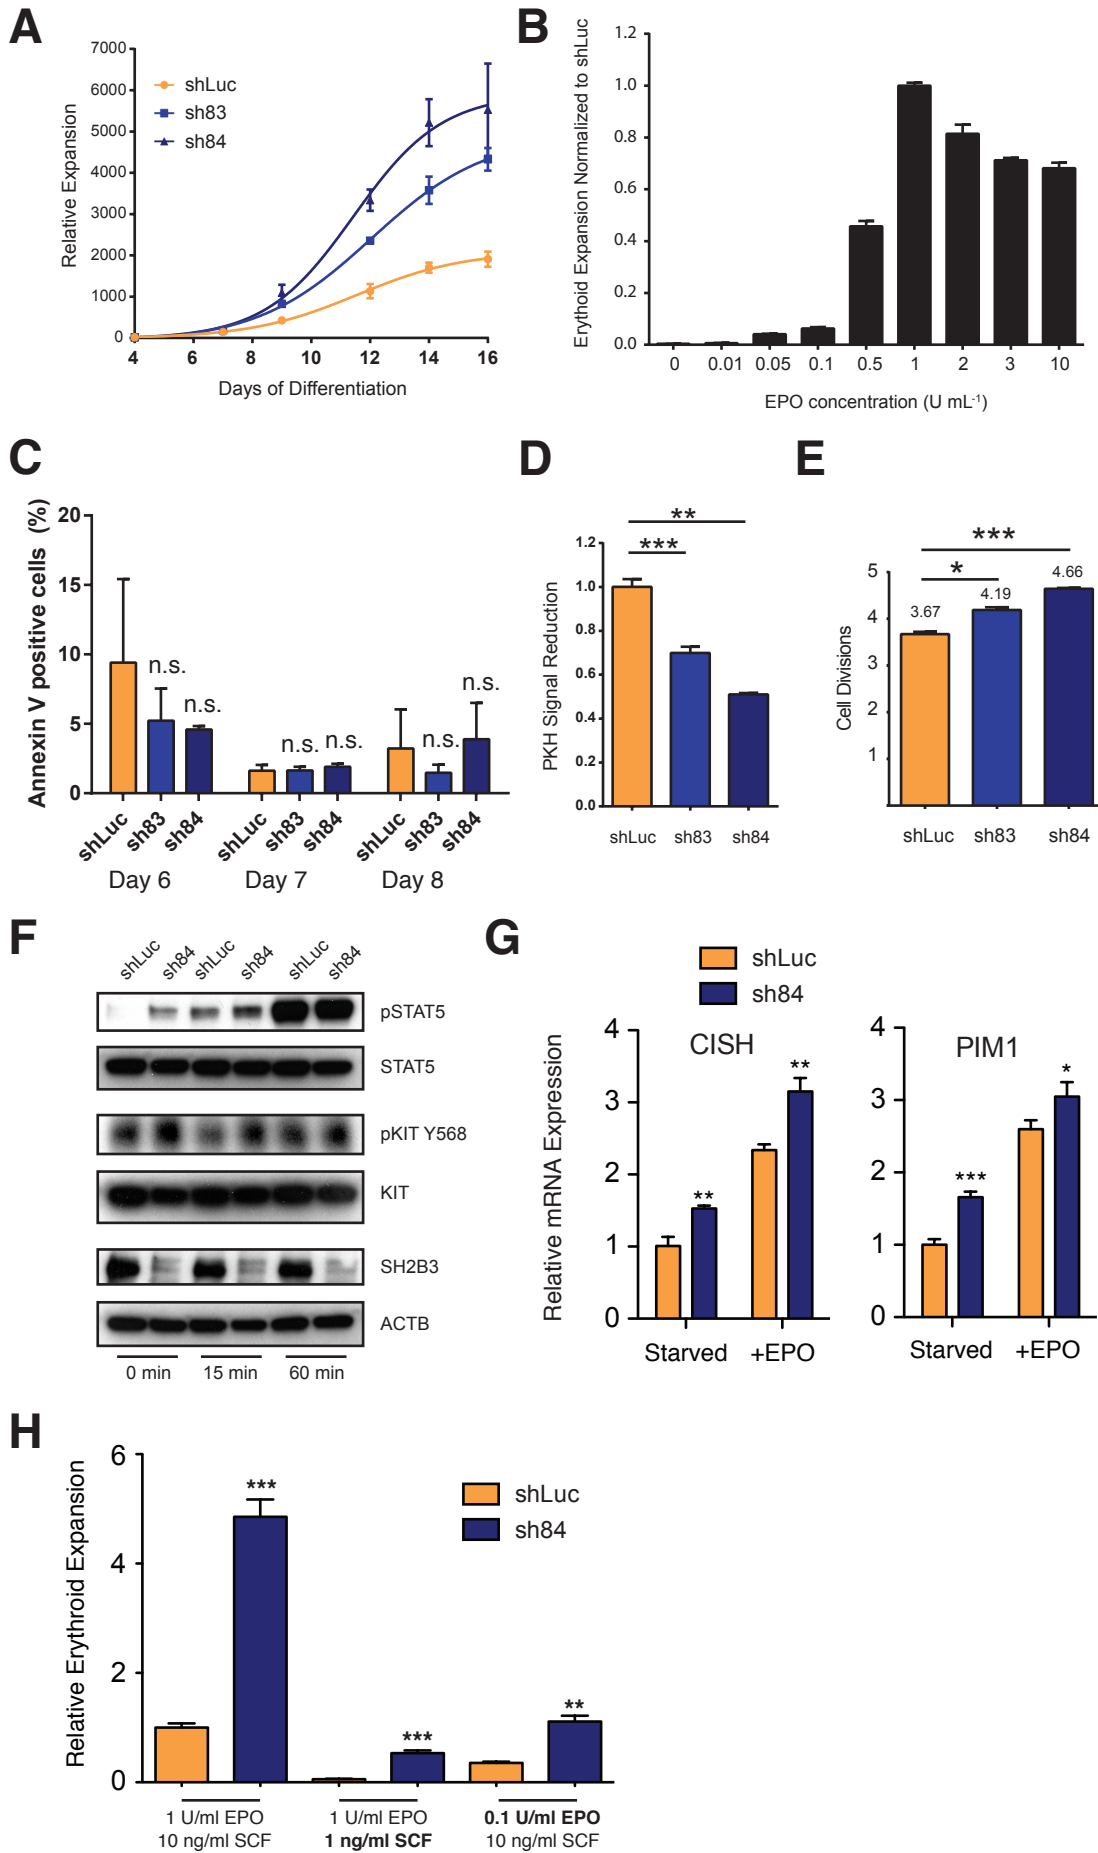 A
Relative Expansion
7000
6000
5000
4000
3000
2000
1000
0
shLuc
sh83
sh84
4 6 8 10 12 14 16
Days of Differentiation
B
Erythoid Expansion Normalized to shLuc
1.2
1.0
0.8
0.6
0.4
0.2
0.0
0 0.01 0.05 0.1 0.5 1 2 3 10
EPO concentration (U mL⁻¹)
C
Annexin V positive cells (%)
20
15
10
5
0
n.s. n.s. n.s. n.s. n.s. n.s.
shLuc sh83 sh84 shLuc sh83 sh84 shLuc sh83 sh84
Day 6 Day 7 Day 8
D
PKH Signal Reduction
**
***
1.2
1.0
0.8
0.6
0.4
0.2
0.0
shLuc sh83 sh84
E
Cell Divisions
***
*
5
4
3
2
1
3.67 4.19 4.66
shLuc sh83 sh84
F
shLuc sh84 shLuc sh84 shLuc sh84
pSTAT5
STAT5
pKIT Y568
KIT
SH2B3
ACTB
0 min 15 min 60 min
G
shLuc
sh84
Relative mRNA Expression
CISH
4
3
2
1
0
** **
Starved +EPO
PIM1
4
3
2
1
0
*** *
Starved +EPO
H
Relative Erythroid Expansion
6
4
2
0
shLuc
sh84
*** *** **
1 U/ml EPO 1 U/ml EPO 0.1 U/ml EPO
10 ng/ml SCF 1 ng/ml SCF 10 ng/ml SCF